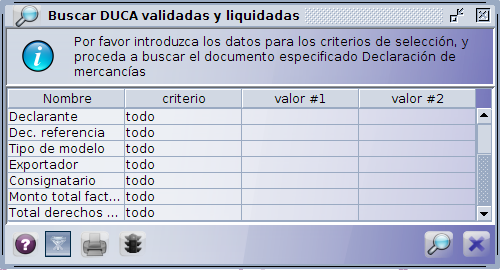 Buscar DUCA validadas y liquidadas
Por favor introduzca los datos para los criterios de selección, y
proceda a buscar el documento especificado Declaración de
mercancías
Nombre criterio valor #1 valor #2
Declarante todo
Dec. referencia todo
Tipo de modelo todo
Exportador todo
Consignatario todo
Monto total fact... todo
Total derechos ... todo